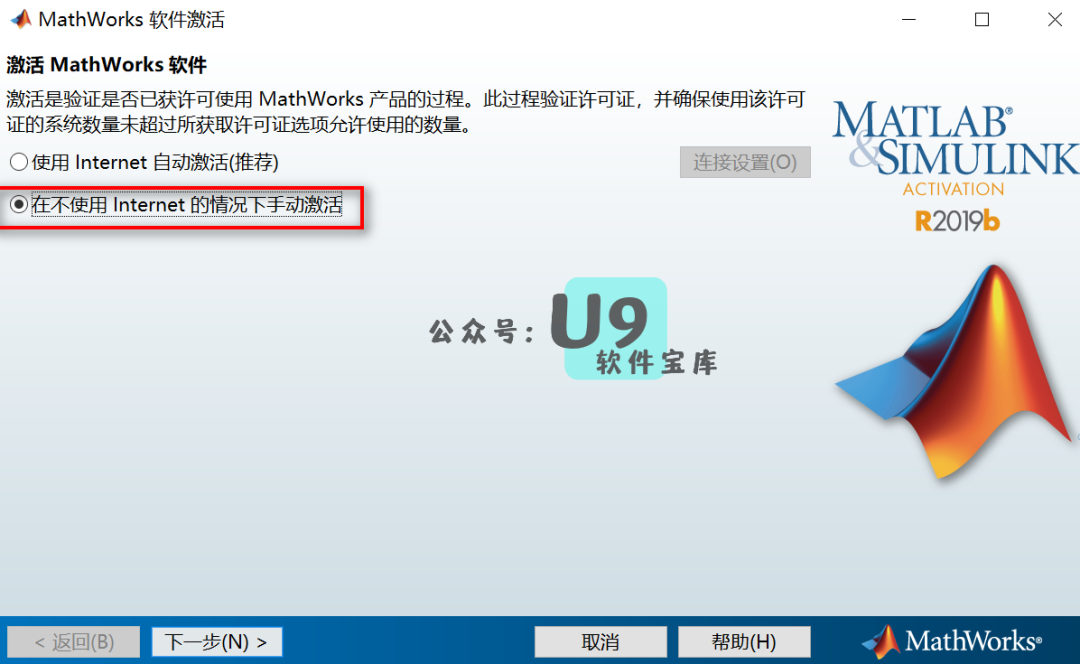 MathWorks 软件激活
激活 MathWorks 软件
激活是验证是否已获许可使用 MathWorks 产品的过程。此过程验证许可证，并确保使用该许可
证的系统数量未超过所获取许可证选项允许使用的数量。
使用 Internet 自动激活(推荐)
连接设置(O)
在不使用 Internet 的情况下手动激活
MATLAB®
&SIMULINK
ACTIVATION
R2019b
公众号：U9
软件宝库
< 返回(B)
下一步(N) >
取消
帮助(H)
MathWorks®